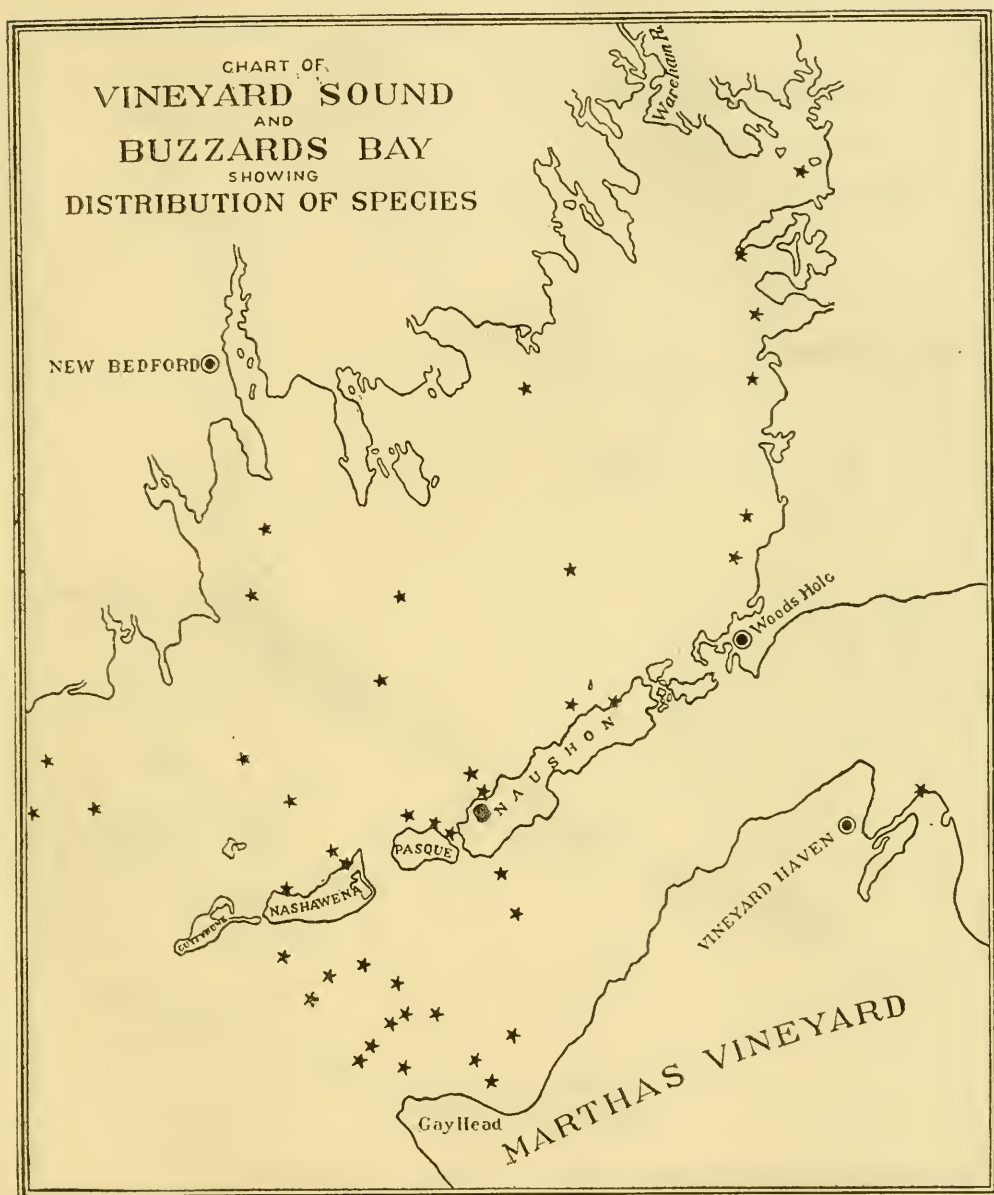 CHART OF
VINEYARD SOUND
AND
BUZZARDS BAY
SHOWING
DISTRIBUTION OF SPECIES
Wareham R.
NEW BEDFORD
Woods Hole
NAUSHON
PASQUE
NASHAWENA
CUTTYHUNK
VINEYARD HAVEN
MARTHAS VINEYARD
Gay Head